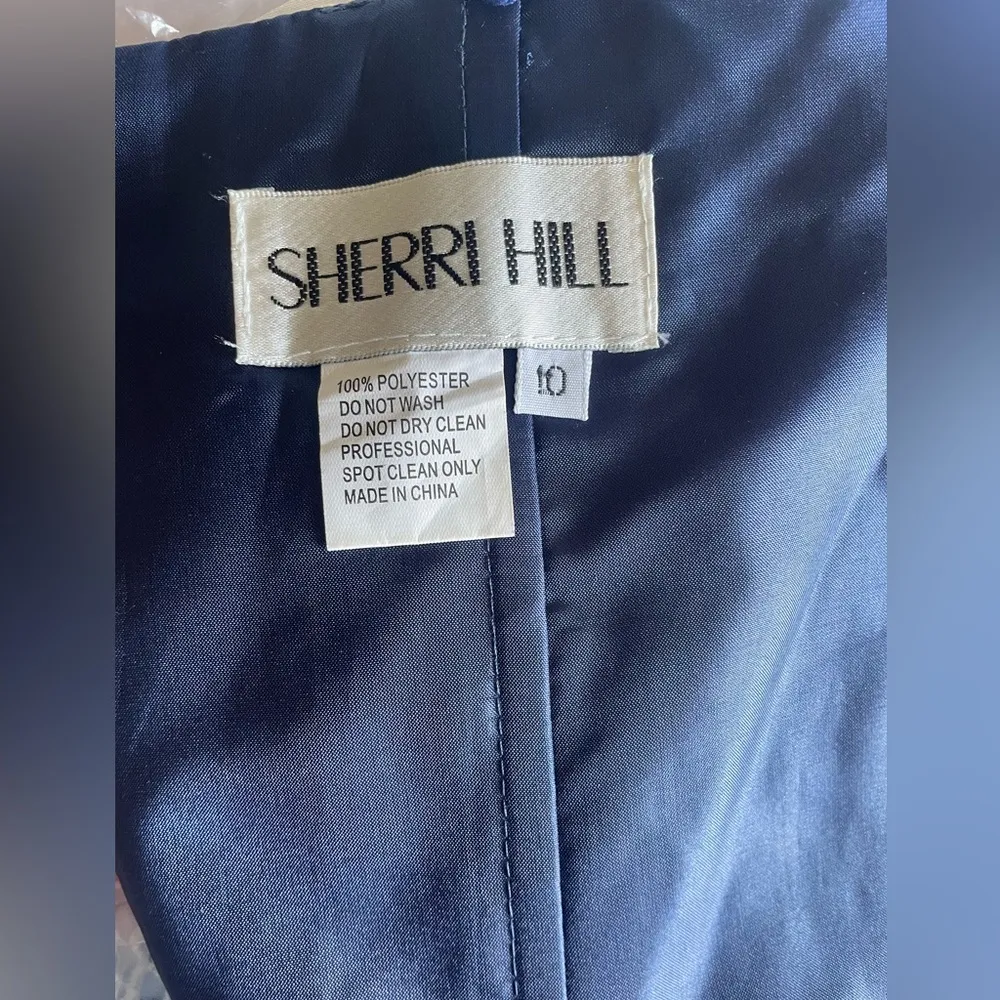 SHERRI HILL
10
100% POLYESTER
DO NOT WASH
DO NOT DRY CLEAN
PROFESSIONAL
SPOT CLEAN ONLY
MADE IN CHINA